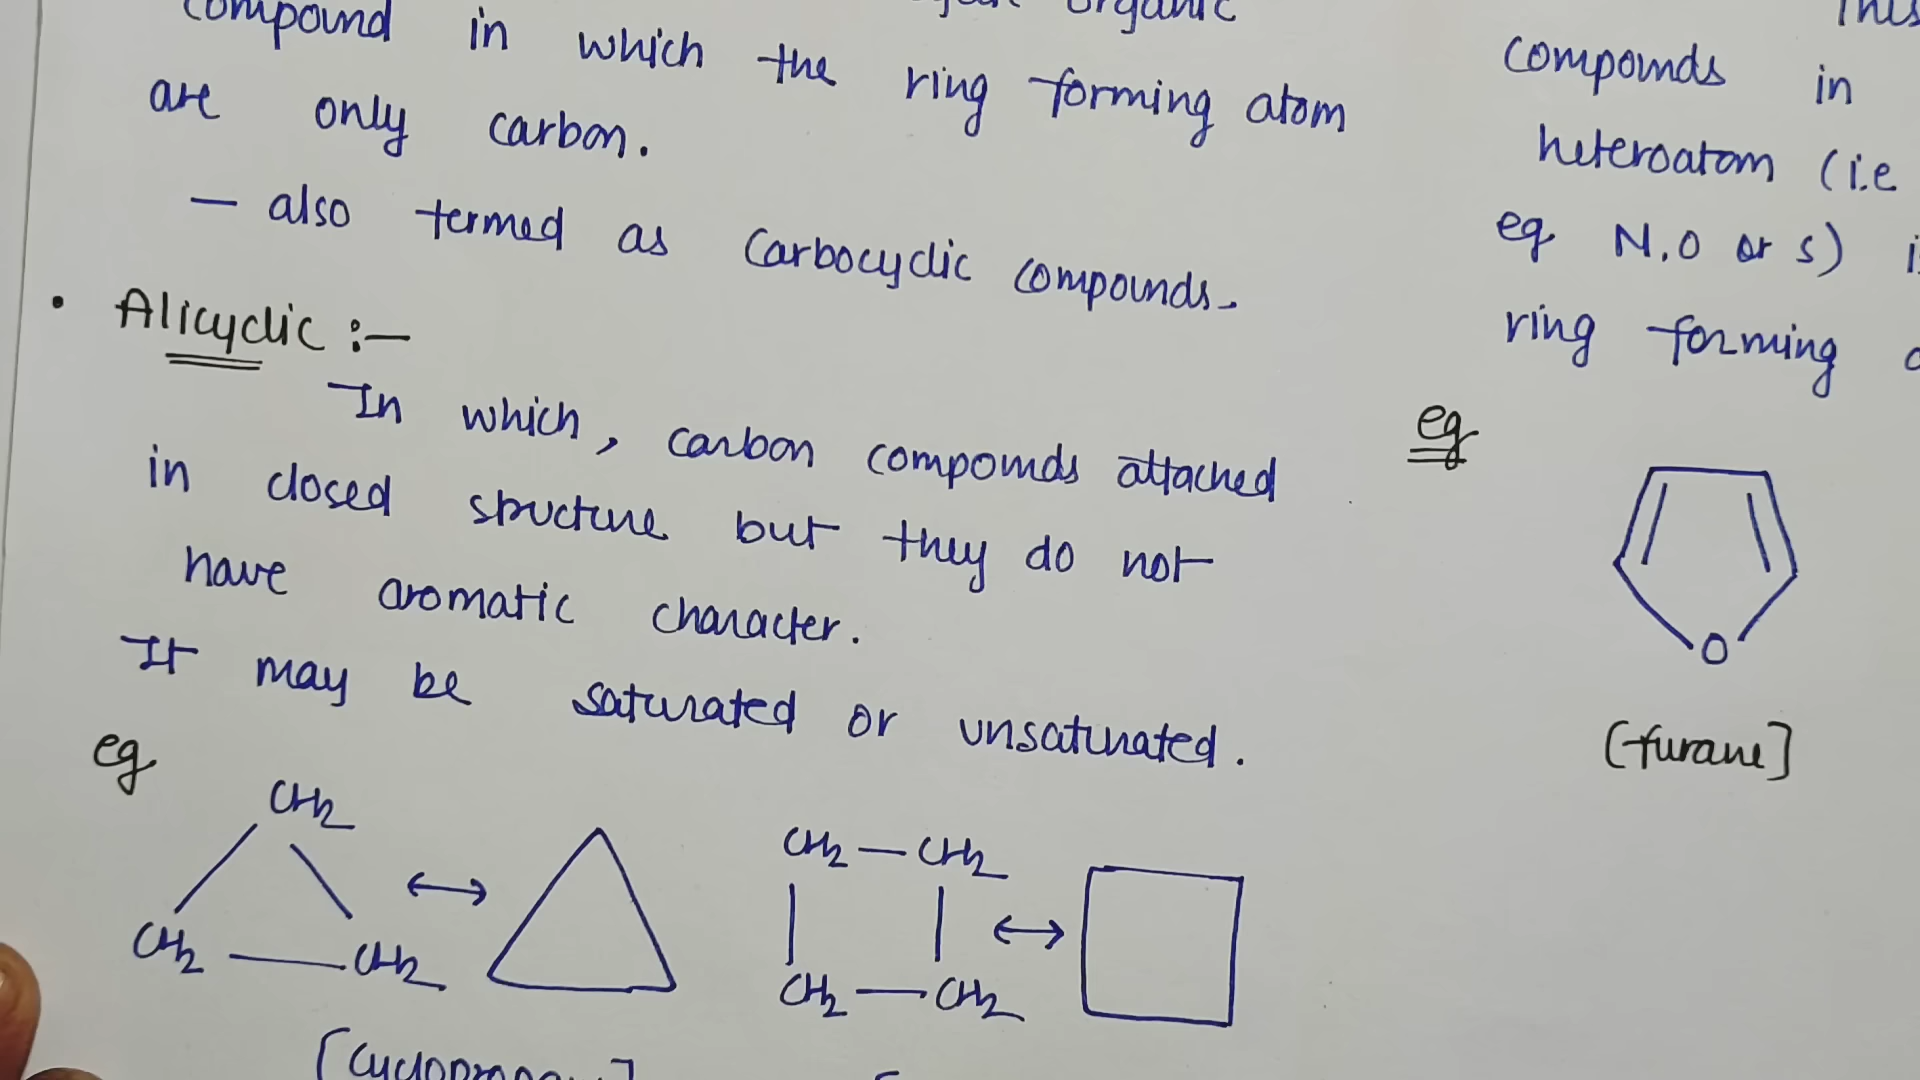 compound in which the ring forming atom
are only carbon.
— also termed as Carbocyclic compounds.
• Alicyclic :—
In which, carbon compounds attached
in closed structure but they do not
have aromatic character.
It may be saturated or unsaturated.
eg
CH2
CH2 CH2
CH2 — CH2
CH2 — CH2
compounds in
heteroatom (i.e
eg N.O or S)
ring forming
eg
O
[furane]